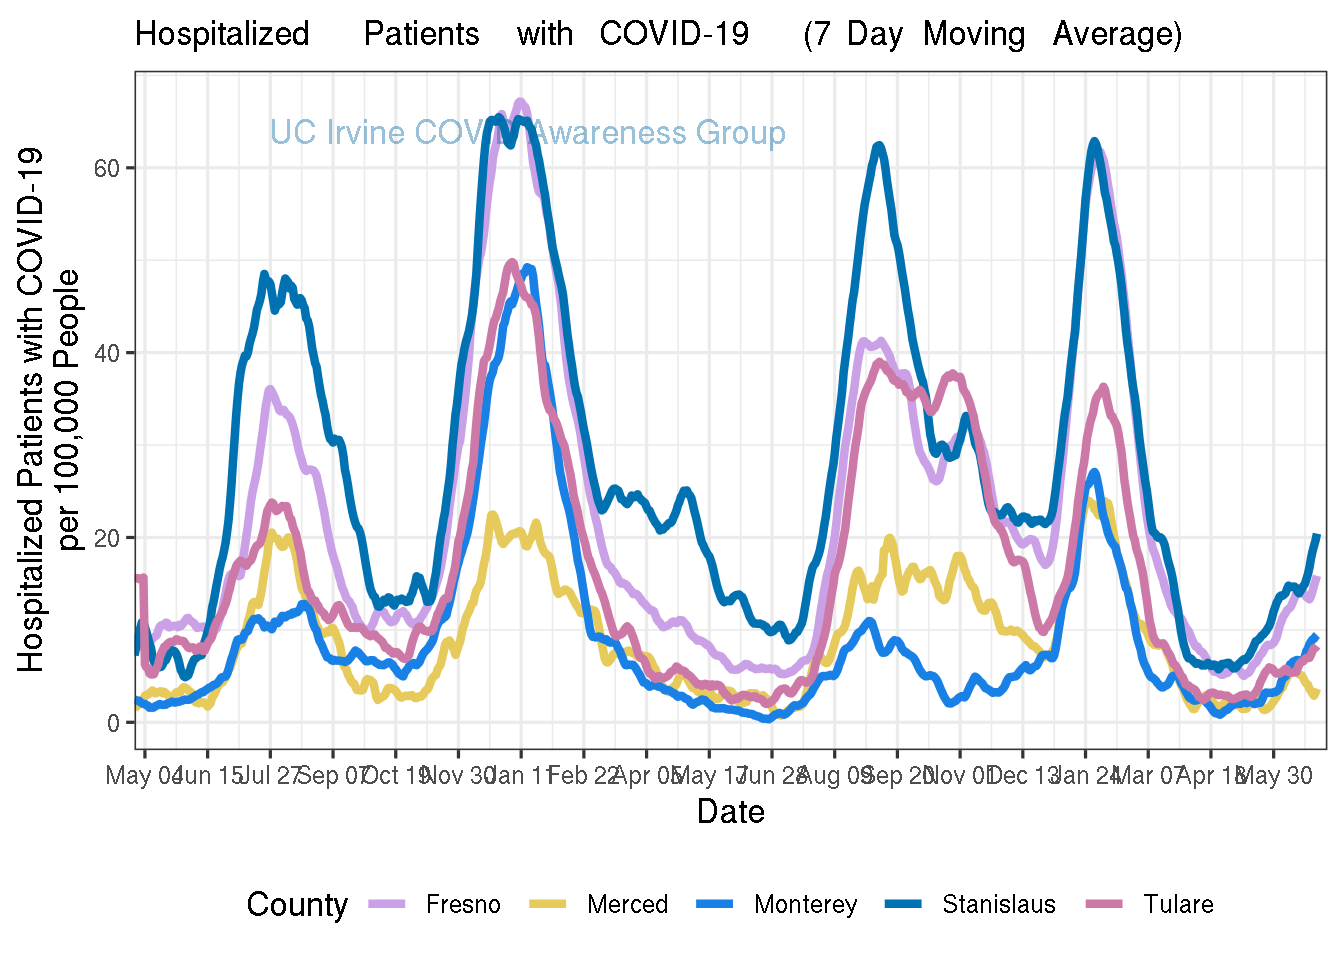 Hospitalized Patients with COVID-19 (7 Day Moving Average)
UC Irvine COVID Awareness Group
Hospitalized Patients with COVID-19
per 100,000 People
60
40
20
0
May 04 Jun 15 Jul 27 Sep 07 Oct 19 Nov 30 Jan 11 Feb 22 Apr 05 May 17 Jun 28 Aug 09 Sep 20 Nov 01 Dec 13 Jan 24 Mar 07 Apr 18 May 30
Date
County Fresno Merced Monterey Stanislaus Tulare